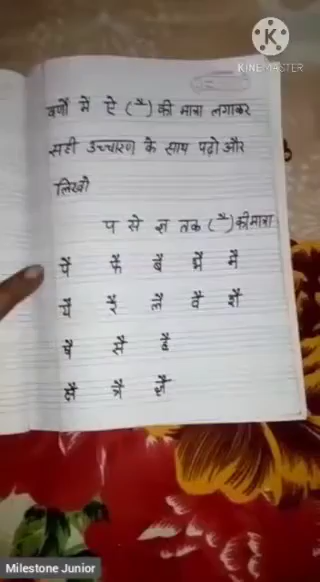 KINEMASTER
वर्णों में ऐ ( ै ) की मात्रा लगाकर
सही उच्चारण के साथ पढ़ो और
लिखो
प से ज्ञ तक ( ै ) की मात्रा
पै फै बै भै मै
यै रै लै वै शै
षै सै है
क्षै त्रै ज्ञै
Milestone Junior